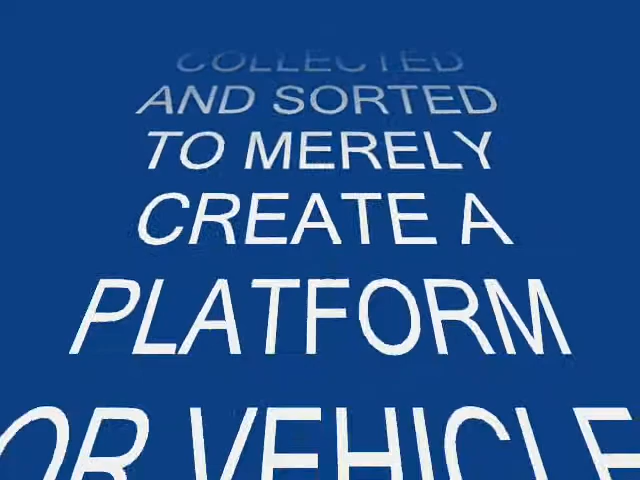 COLLECTED
AND SORTED
TO MERELY
CREATE A
PLATFORM
OR VEHICLE